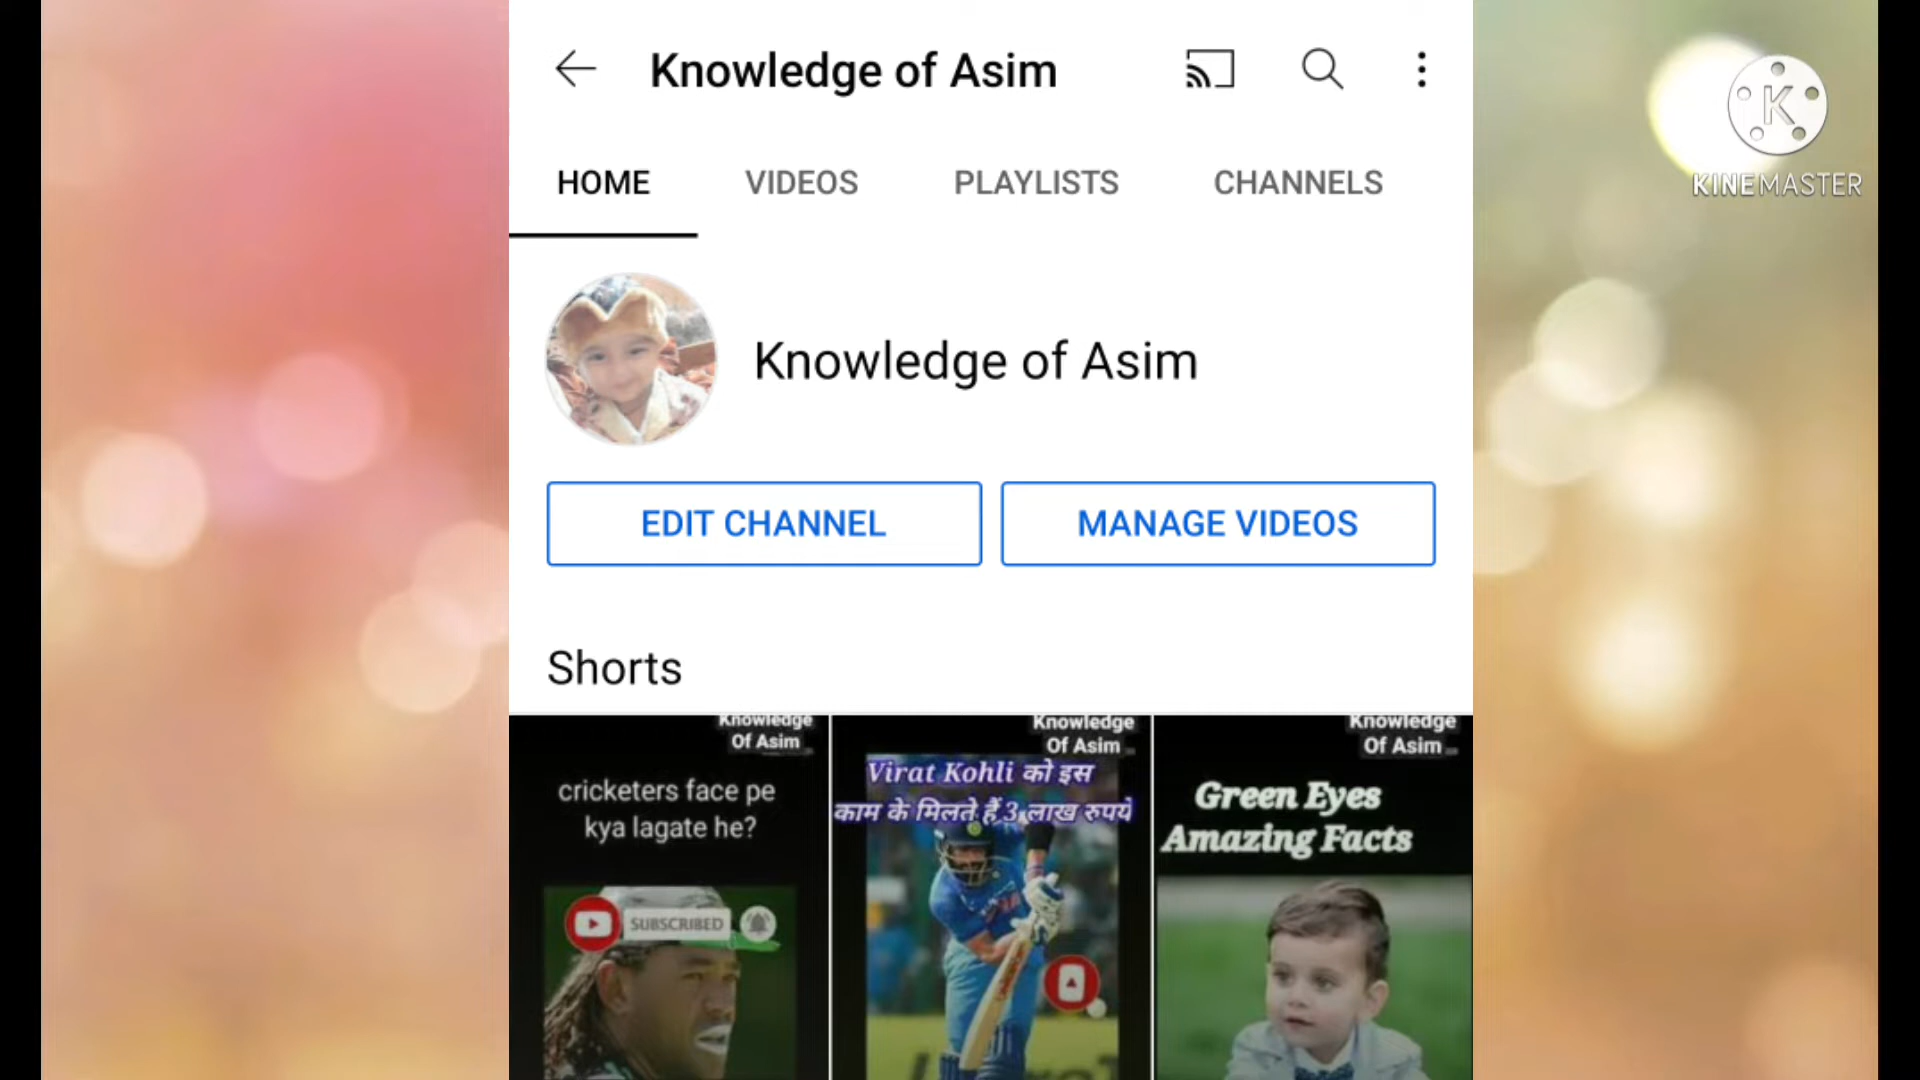 Knowledge of Asim
HOME VIDEOS PLAYLISTS CHANNELS
K
KINEMASTER
Knowledge of Asim
EDIT CHANNEL MANAGE VIDEOS
Shorts
Knowledge
Of Asim
cricketers face pe
kya lagate he?
SUBSCRIBED
Knowledge
Of Asim
Virat Kohli को इस
काम के मिलते हैं 3 लाख रुपये
Knowledge
Of Asim
Green Eyes
Amazing Facts